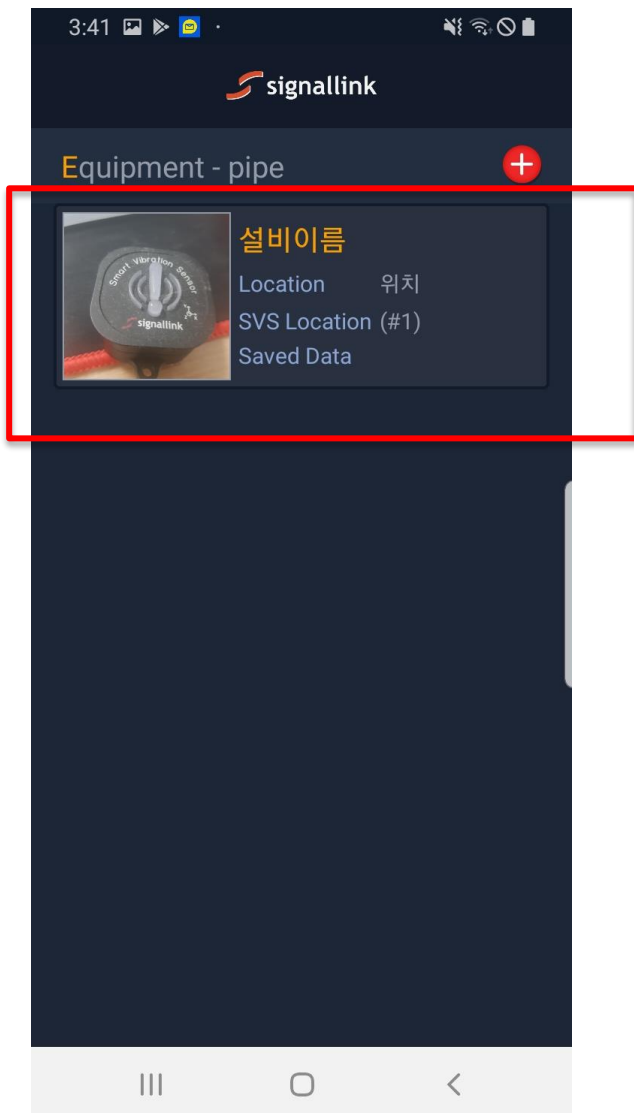 3:41
signallink
Equipment - pipe
설비이름
Location 위치
SVS Location (#1)
Saved Data
Smart Vibration Sensor
signallink